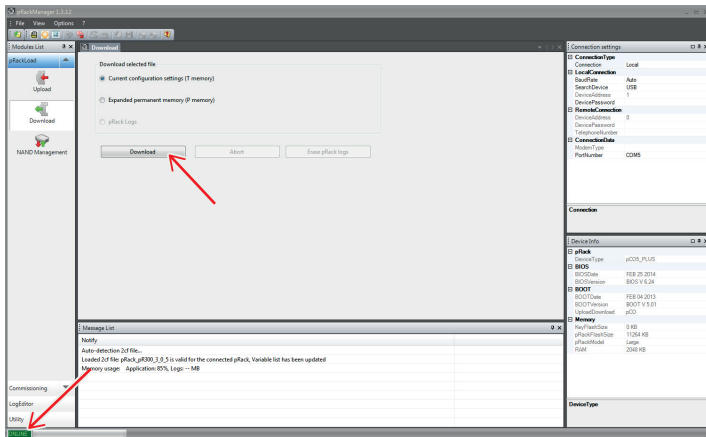 pRackManager 1.3.12
File View Options ?
Modules List
pRackLoad
Upload
Download
NAND Management
Commissioning
LogEditor
Utility
ONLINE
Download
Download selected file
Current configuration settings (T memory)
Expanded permanent memory (P memory)
pRack Logs
Download Abort Erase pRack logs
Message List
Notify
Auto-detection 2cf file...
Loaded 2cf file: pRack_pR300_3_0_5 is valid for the connected pRack, Variable list has been updated
Memory usage: Application: 85%, Logs: -- MB
Connection settings
ConnectionType
Connection Local
LocalConnection
BaudRate Auto
SearchDevice USB
DeviceAddress 1
DevicePassword
RemoteConnection
DeviceAddress 0
DevicePassword
TelephoneNumber
ConnectionData
ModemType
PortNumber COM5
Connection
Device Info
pRack
DeviceType pCO5_PLUS
BIOS
BIOSDate FEB 25 2014
BIOSVersion BIOS V 6.24
BOOT
BOOTDate FEB 04 2013
BOOTVersion BOOT V 5.01
UploadDownload pCO
Memory
KeyFlashSize 0 KB
pRackFlashSize 11264 KB
pRackModel Large
RAM 2048 KB
DeviceType